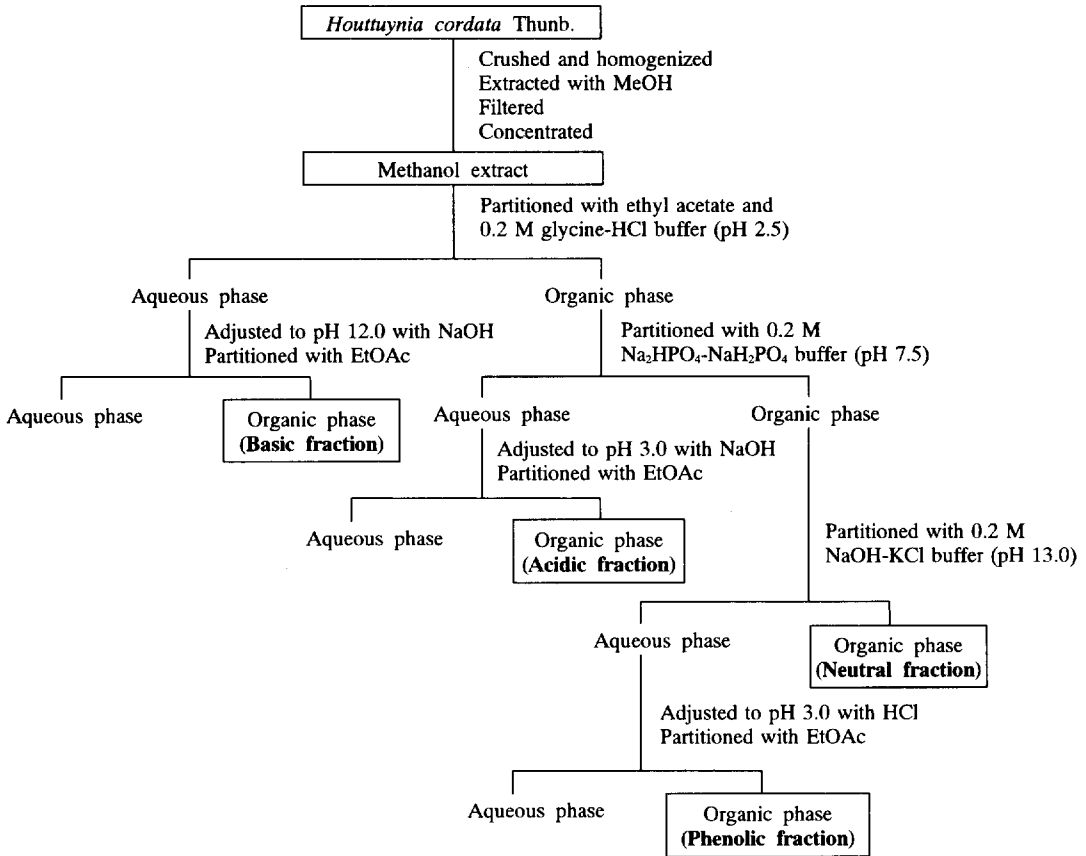 Houttuynia cordata Thunb.
Crushed and homogenized
Extracted with MeOH
Filtered
Concentrated
Methanol extract
Partitioned with ethyl acetate and
0.2 M glycine-HCl buffer (pH 2.5)
Aqueous phase
Organic phase
Adjusted to pH 12.0 with NaOH
Partitioned with EtOAc
Partitioned with 0.2 M
Na₂HPO₄-NaH₂PO₄ buffer (pH 7.5)
Aqueous phase
Organic phase
(Basic fraction)
Aqueous phase
Organic phase
Adjusted to pH 3.0 with NaOH
Partitioned with EtOAc
Aqueous phase
Organic phase
(Acidic fraction)
Partitioned with 0.2 M
NaOH-KCl buffer (pH 13.0)
Aqueous phase
Organic phase
(Neutral fraction)
Adjusted to pH 3.0 with HCl
Partitioned with EtOAc
Aqueous phase
Organic phase
(Phenolic fraction)